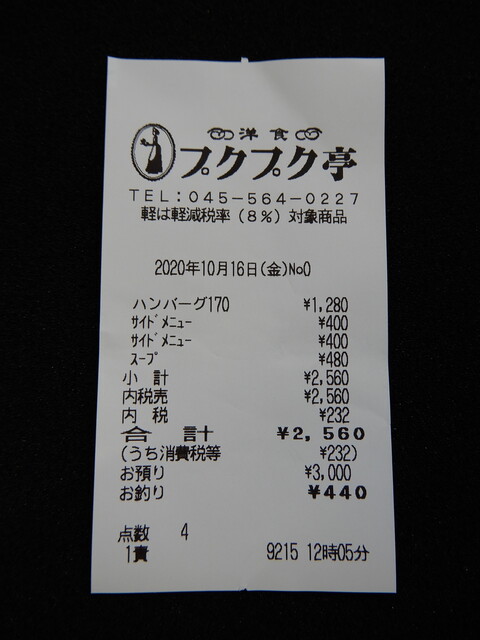 洋食
プクプク亭
TEL:045-564-0227
軽は軽減税率(8%)対象商品
2020年10月16日(金)No0
ハンバーグ170 ¥1,280
サイドメニュー ¥400
サイドメニュー ¥400
スープ ¥480
小 計 ¥2,560
内税売 ¥2,560
内 税 ¥232
合 計 ¥2,560
(うち消費税等 ¥232)
お預り ¥3,000
お釣り ¥440
点数 4
1責 9215 12時05分